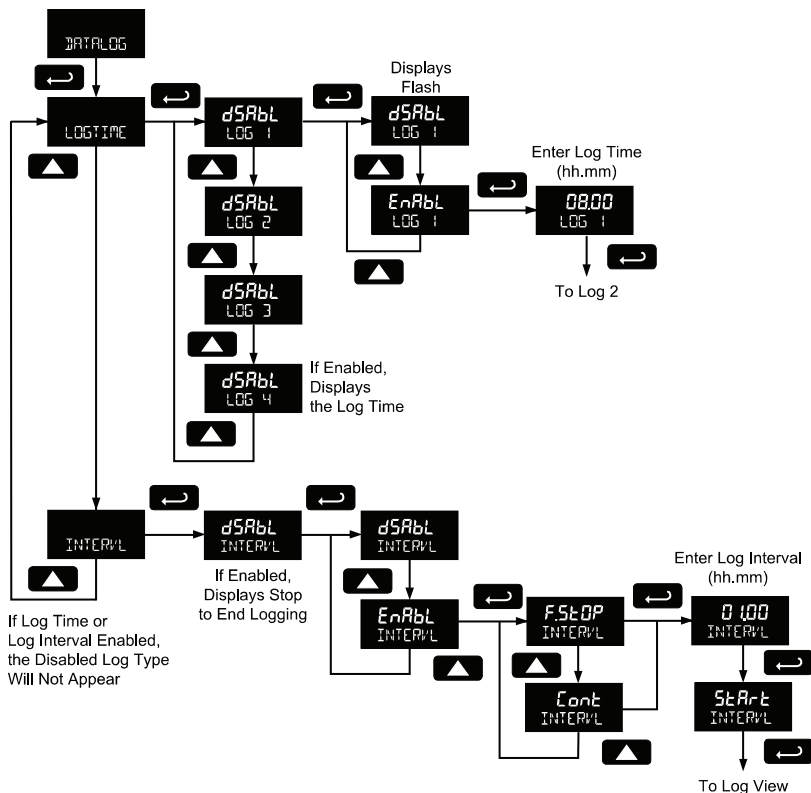 DATALOG
LOGTIME
dSAbL
LOG 1
dSAbL
LOG 2
dSAbL
LOG 3
dSAbL
LOG 4
If Enabled,
Displays
the Log Time
Displays
Flash
dSAbL
LOG 1
EnAbL
LOG 1
Enter Log Time
(hh.mm)
08.00
LOG 1
To Log 2
INTERVL
If Log Time or
Log Interval Enabled,
the Disabled Log Type
Will Not Appear
dSAbL
INTERVL
If Enabled,
Displays Stop
to End Logging
dSAbL
INTERVL
EnAbL
INTERVL
F.StOP
INTERVL
Cont
INTERVL
Enter Log Interval
(hh.mm)
01.00
INTERVL
StArt
INTERVL
To Log View